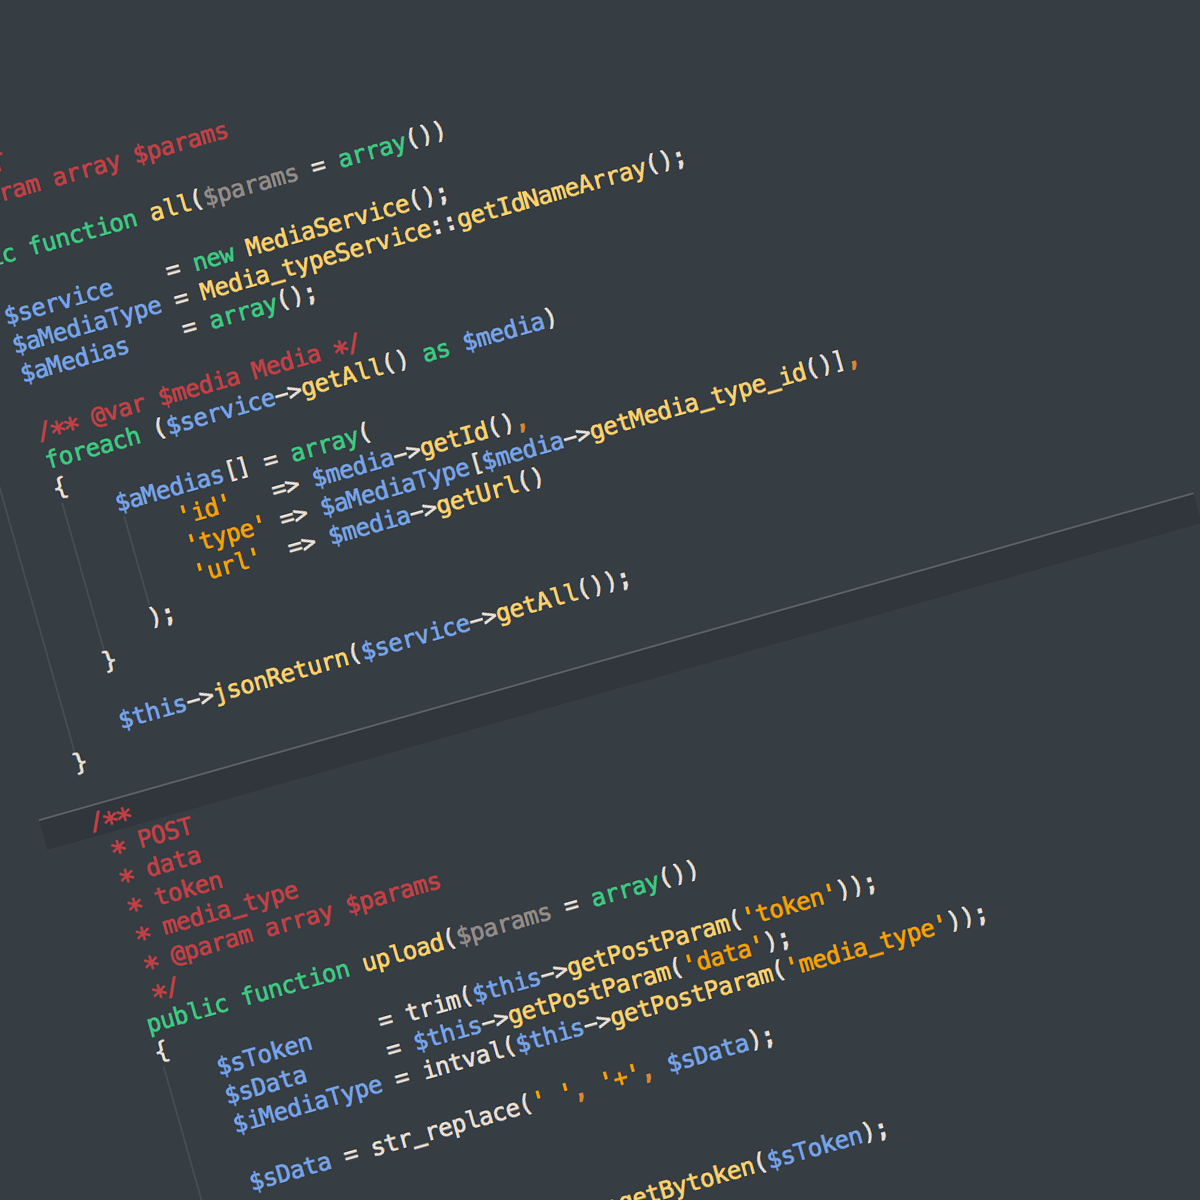 array $params
function all($params = array())
$service = new MediaService();
$aMediaType = Media_typeService::getIdNameArray();
$aMedias = array();
/** @var $media Media */
foreach ($service->getAll() as $media)
{
$aMedias[] = array(
'id' => $media->getId(),
'type' => $aMediaType[$media->getMedia_type_id()],
'url' => $media->getUrl()
);
}
$this->jsonReturn($service->getAll());
}
/**
* POST
* data
* token
* media_type
* @param array $params
*/
public function upload($params = array())
{
$sToken = trim($this->getPostParam('token'));
$sData = $this->getPostParam('data');
$iMediaType = intval($this->getPostParam('media_type'));
$sData = str_replace(' ', '+', $sData);
getBytoken($sToken);